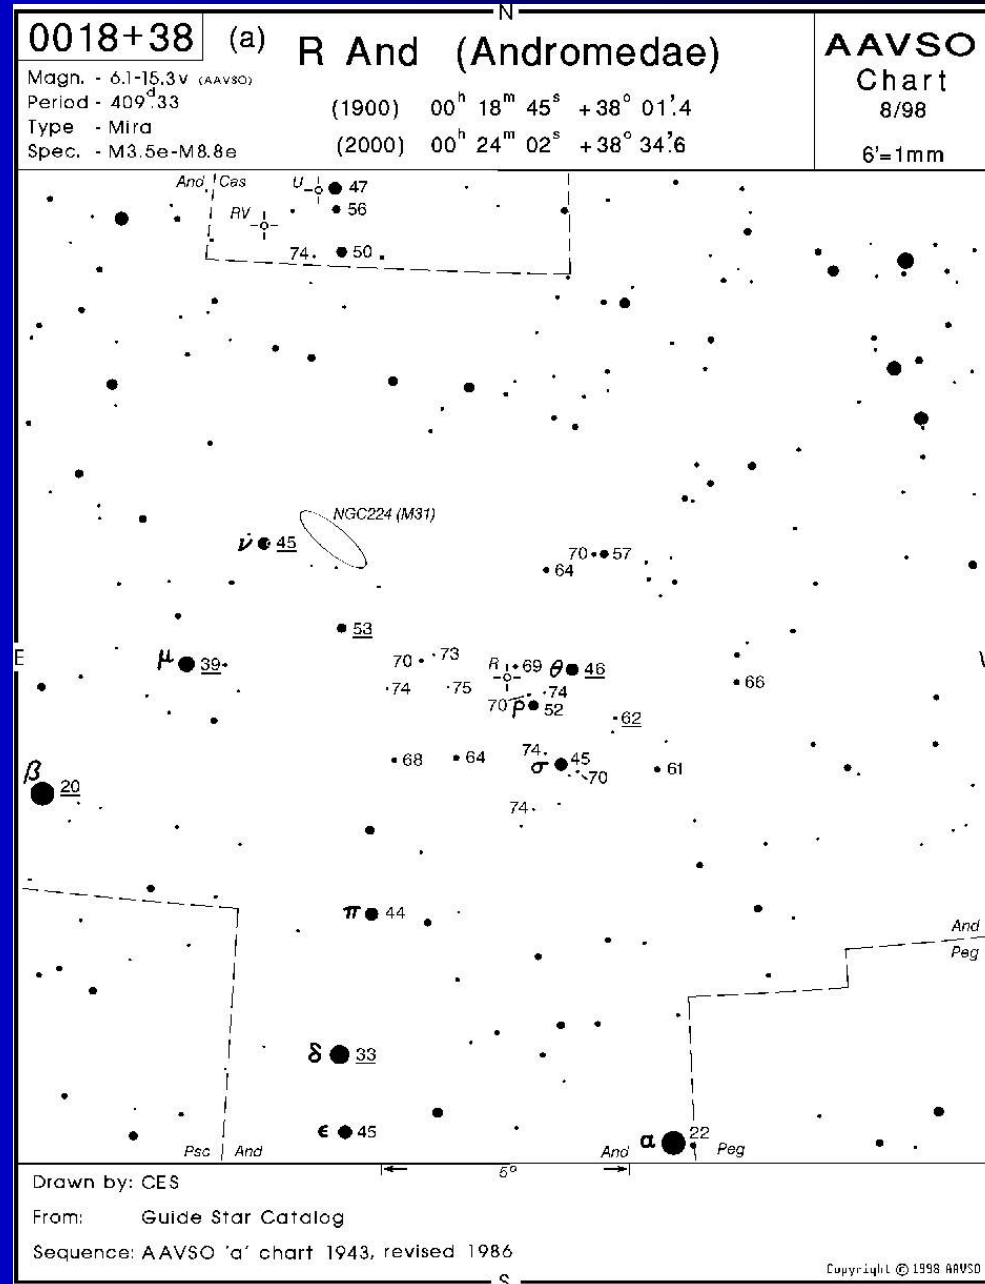 N
0018+38 (a) R And (Andromedae)
Magn. - 6.1-15.3v (AAVSO)
Period - 409ᵈ.33
Type - Mira
Spec. - M3.5e-M8.8e
(1900) 00ʰ 18ᵐ 45ˢ +38° 01'.4
(2000) 00ʰ 24ᵐ 02ˢ +38° 34'.6
AAVSO
Chart
8/98
6'=1mm
And Cas U 47
56
RV
74 50
NGC224 (M31)
ν 45
70 57
64
53
E
μ 39
70 73
R 69 θ 46
74 75
74
66
70 ρ 52
62
68 64
74
σ 45
70
61
β
20
74
π 44
And
Peg
δ 33
ϵ 45
α 22
Psc And
And Peg
5°
Drawn by: CES
From: Guide Star Catalog
Sequence: AAVSO 'a' chart 1943, revised 1986
Copyright © 1998 AAVSO
S